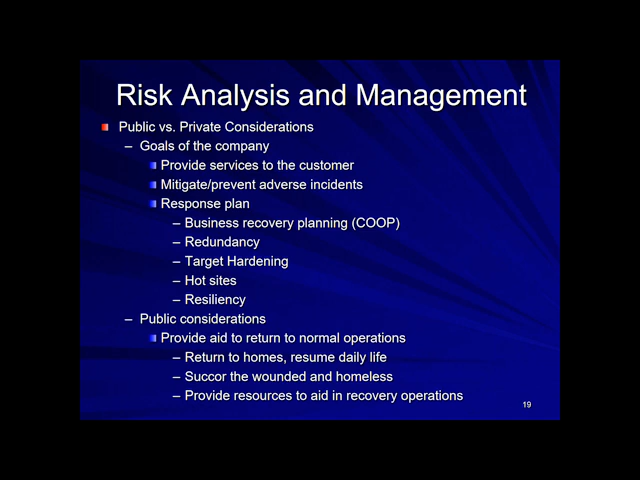 Risk Analysis and Management
Public vs. Private Considerations
– Goals of the company
Provide services to the customer
Mitigate/prevent adverse incidents
Response plan
– Business recovery planning (COOP)
– Redundancy
– Target Hardening
– Hot sites
– Resiliency
– Public considerations
Provide aid to return to normal operations
– Return to homes, resume daily life
– Succor the wounded and homeless
– Provide resources to aid in recovery operations
19